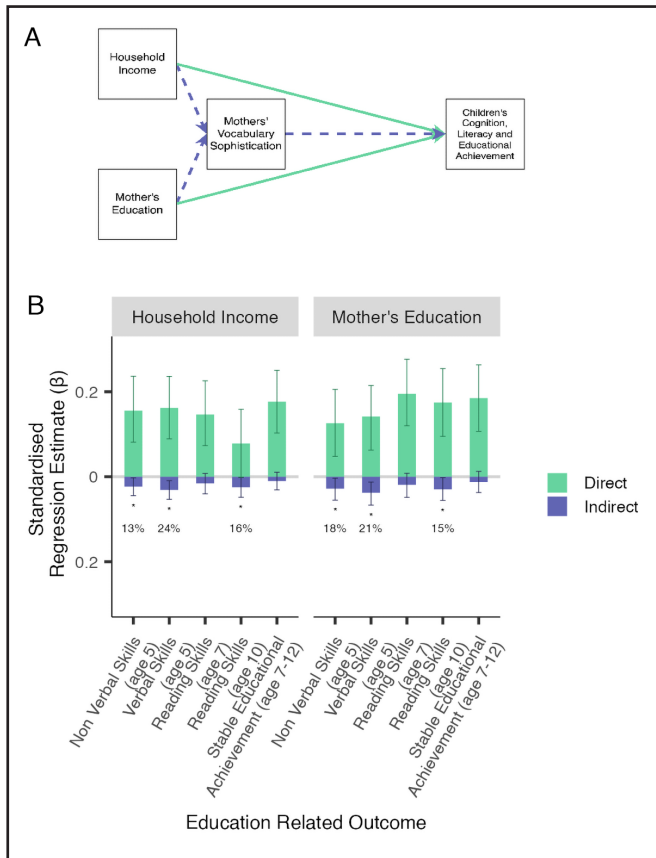 A
Household
Income
Mothers'
Vocabulary
Sophistication
Children's
Cognition,
Literacy and
Educational
Achievement
Mother's
Education
B
Household Income
Mother's Education
Standardised
Regression Estimate (β)
0.2
0
0.2
*
*
*
*
*
*
13%
24%
16%
18%
21%
15%
Direct
Indirect
Non Verbal Skills
(age 5)
Verbal Skills
(age 5)
Reading Skills
(age 7)
Reading Skills
(age 10)
Stable Educational
Achievement (age 7-12)
Non Verbal Skills
(age 5)
Verbal Skills
(age 5)
Reading Skills
(age 7)
Reading Skills
(age 10)
Stable Educational
Achievement (age 7-12)
Education Related Outcome